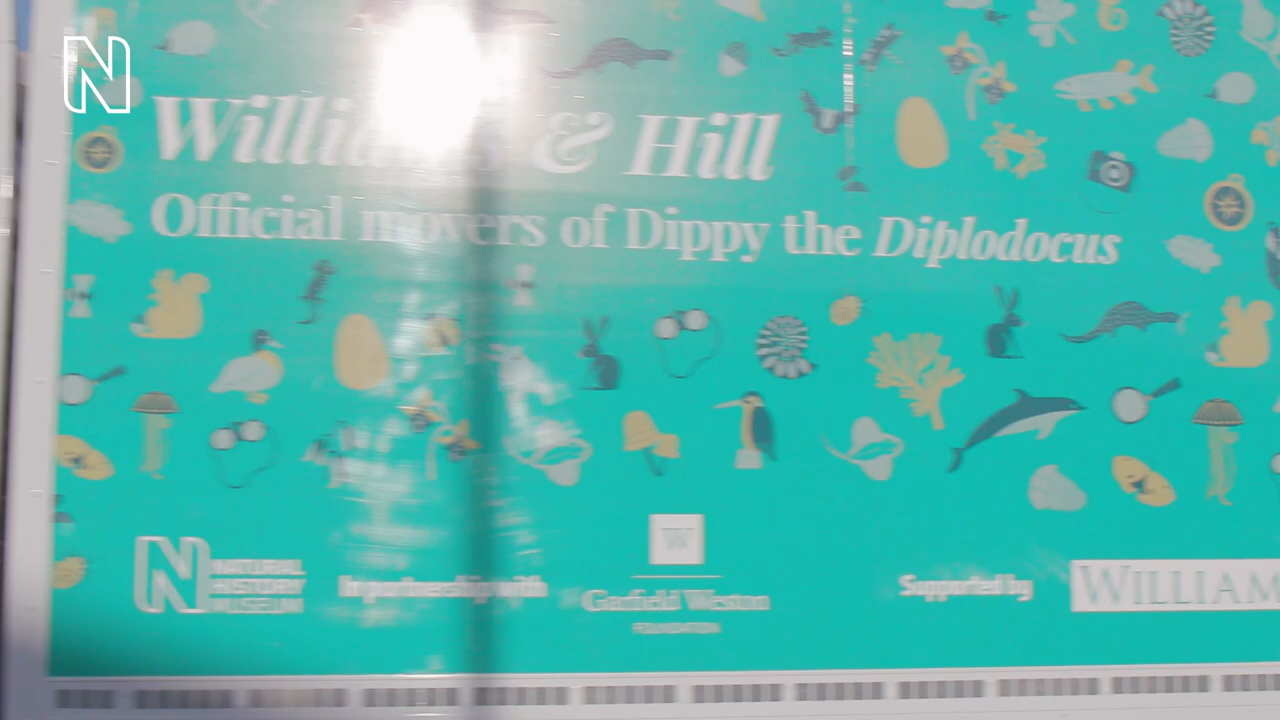 N
& Hill
Official movers of Dippy the Diplodocus
W
N NATURAL
HISTORY
MUSEUM
In partnership with
Garfield Weston
FOUNDATION
Supported by
WILLIAM